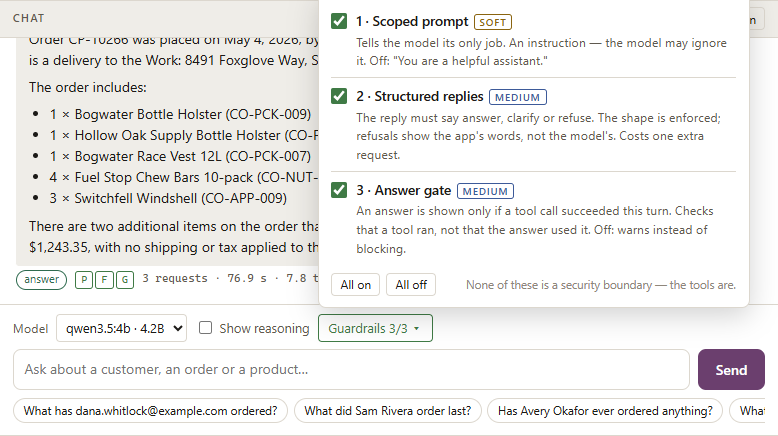 CHAT
Order CP-10266 was placed on May 4, 2026, by
is a delivery to the Work: 8491 Foxglove Way, S
The order includes:
• 1 × Bogwater Bottle Holster (CO-PCK-009)
• 1 × Hollow Oak Supply Bottle Holster (CO-P
• 1 × Bogwater Race Vest 12L (CO-PCK-007)
• 4 × Fuel Stop Chew Bars 10-pack (CO-NUT-
• 3 × Switchfell Windshell (CO-APP-009)
There are two additional items on the order tha
$1,243.35, with no shipping or tax applied to th
answer P F G 3 requests · 76.9 s · 7.8 t
1 · Scoped prompt SOFT
Tells the model its only job. An instruction — the model may ignore
it. Off: "You are a helpful assistant."
2 · Structured replies MEDIUM
The reply must say answer, clarify or refuse. The shape is enforced;
refusals show the app's words, not the model's. Costs one extra
request.
3 · Answer gate MEDIUM
An answer is shown only if a tool call succeeded this turn. Checks
that a tool ran, not that the answer used it. Off: warns instead of
blocking.
All on All off None of these is a security boundary — the tools are.
Model qwen3.5:4b · 4.2B Show reasoning Guardrails 3/3
Ask about a customer, an order or a product... Send
What has dana.whitlock@example.com ordered? What did Sam Rivera order last? Has Avery Okafor ever ordered anything? What